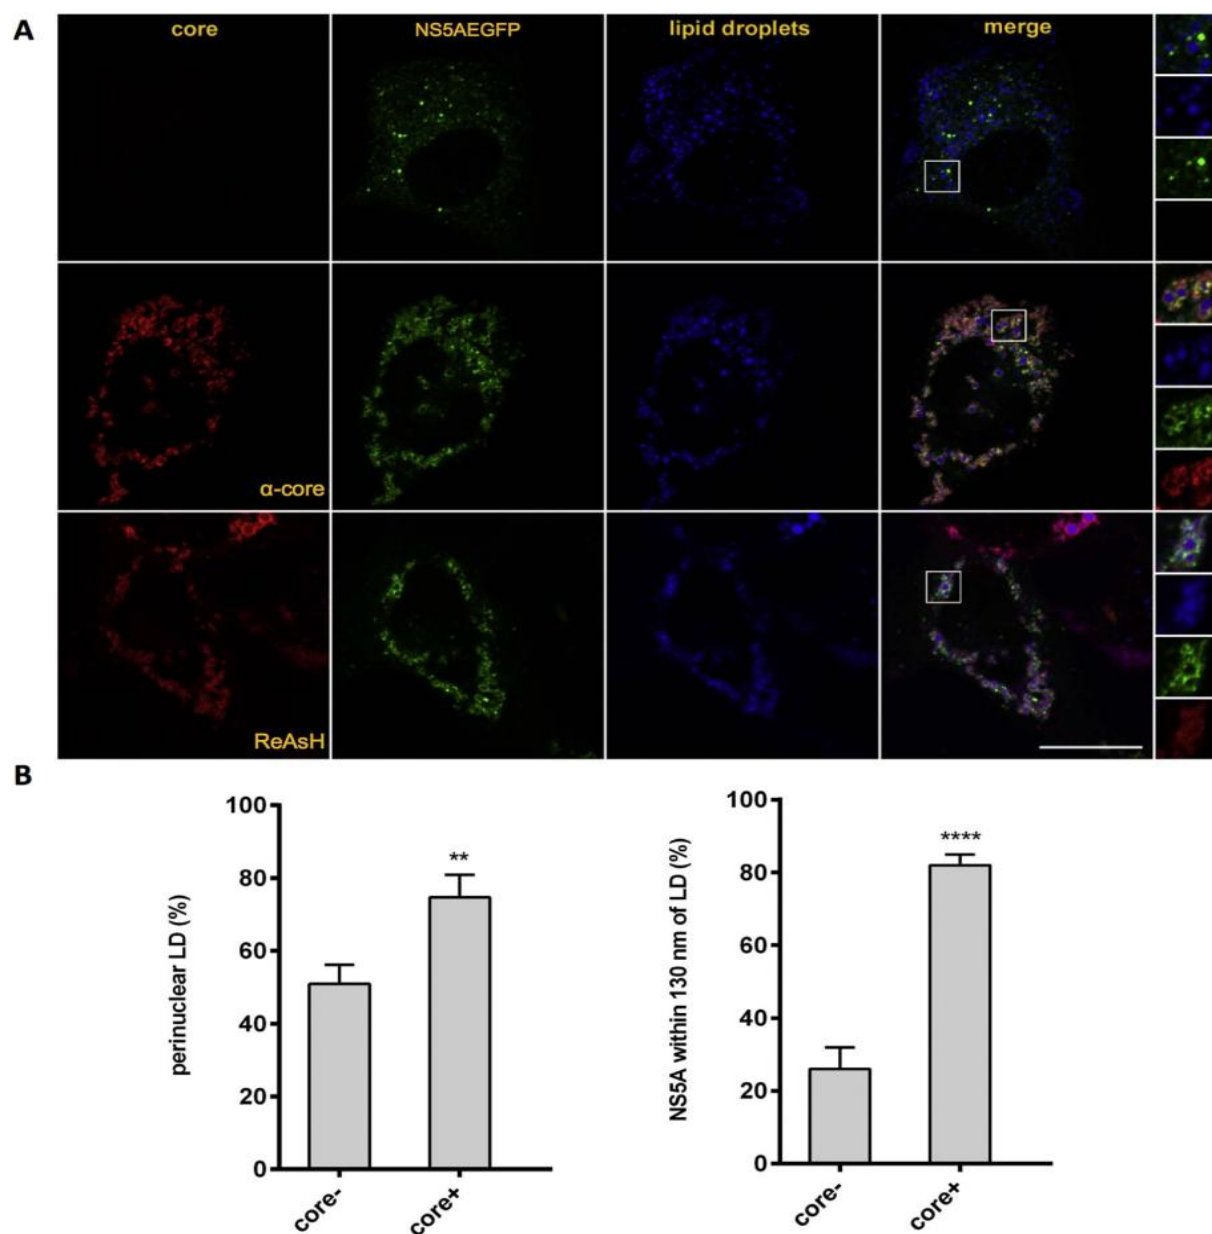 A
core NS5AEGFP lipid droplets merge
α-core
ReAsH
B
perinuclear LD (%)
100
80
60
40
20
0
**
core- core+
NS5A within 130 nm of LD (%)
100
80
60
40
20
0
****
core- core+